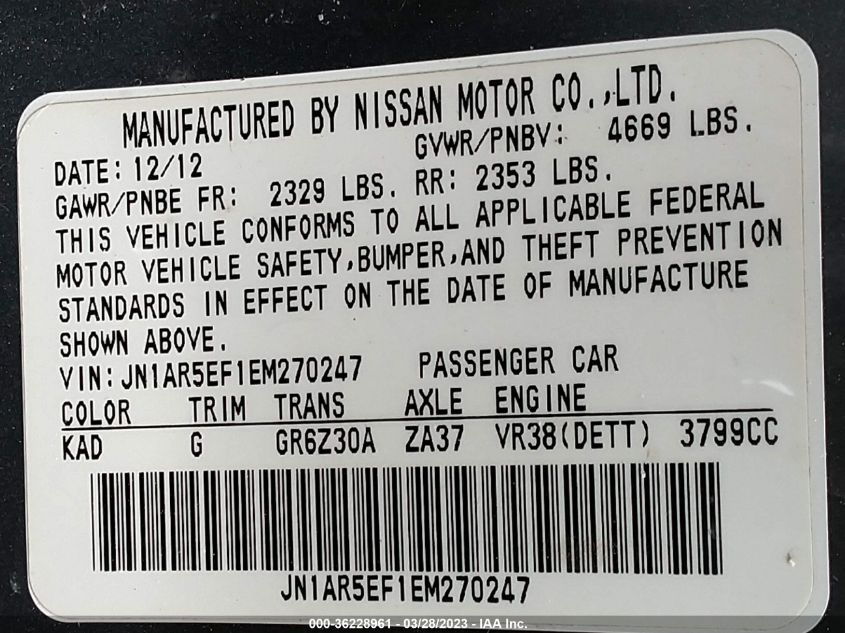 MANUFACTURED BY NISSAN MOTOR CO.,LTD.
DATE: 12/12 GVWR/PNBV: 4669 LBS.
GAWR/PNBE FR: 2329 LBS. RR: 2353 LBS.
THIS VEHICLE CONFORMS TO ALL APPLICABLE FEDERAL
MOTOR VEHICLE SAFETY,BUMPER,AND THEFT PREVENTION
STANDARDS IN EFFECT ON THE DATE OF MANUFACTURE
SHOWN ABOVE.
VIN: JN1AR5EF1EM270247 PASSENGER CAR
COLOR TRIM TRANS AXLE ENGINE
KAD G GR6Z30A ZA37 VR38(DETT) 3799CC
JN1AR5EF1EM270247
000-36228961 - 03/28/2023 - IAA Inc.